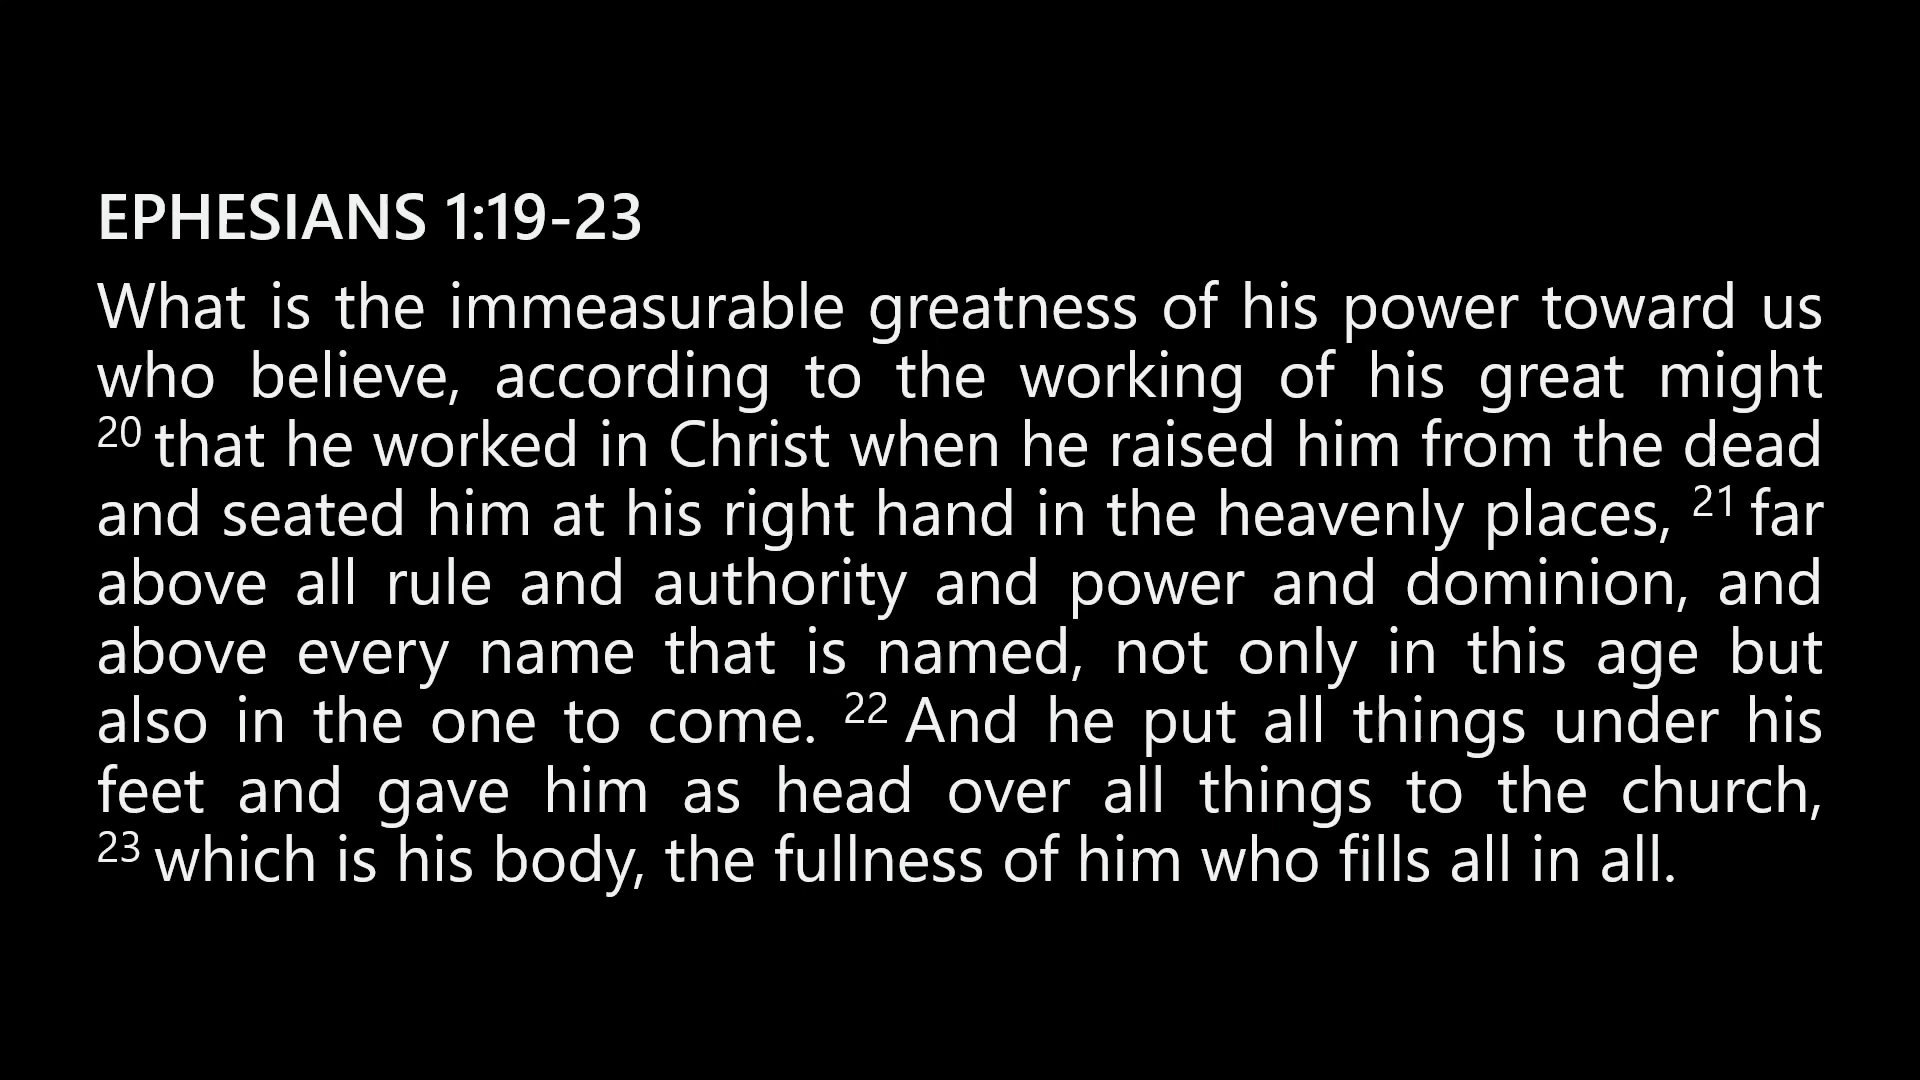 EPHESIANS 1:19-23
What is the immeasurable greatness of his power toward us
who believe, according to the working of his great might
20 that he worked in Christ when he raised him from the dead
and seated him at his right hand in the heavenly places, 21 far
above all rule and authority and power and dominion, and
above every name that is named, not only in this age but
also in the one to come. 22 And he put all things under his
feet and gave him as head over all things to the church,
23 which is his body, the fullness of him who fills all in all.